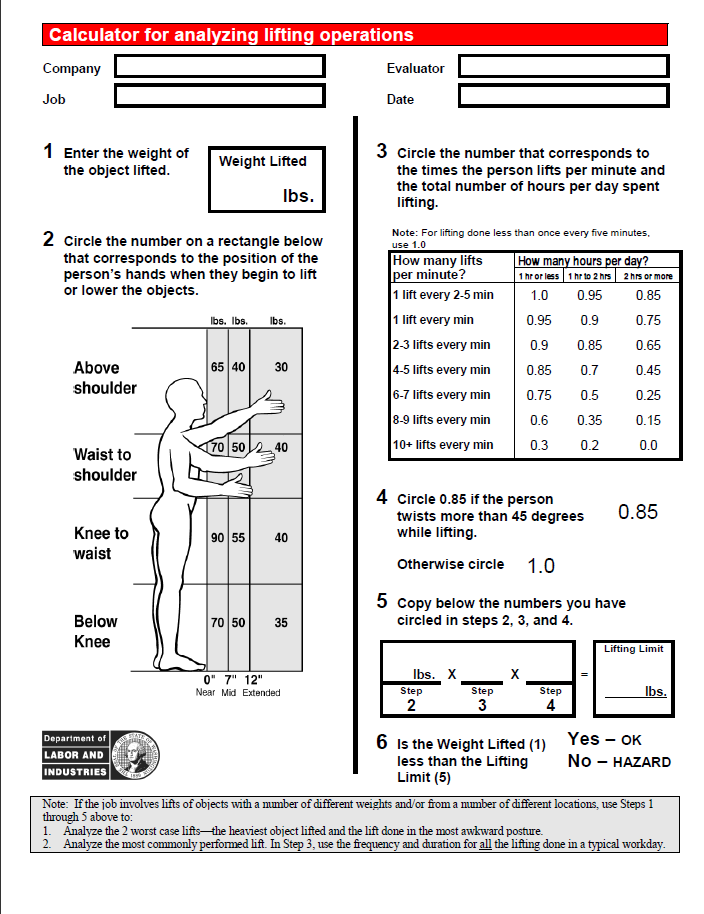 Calculator for analyzing lifting operations
Company
Evaluator
Job
Date
1 Enter the weight of
the object lifted.
Weight Lifted
lbs.
2 Circle the number on a rectangle below
that corresponds to the position of the
person's hands when they begin to lift
or lower the objects.
lbs. lbs. lbs.
Above
shoulder
65 40 30
Waist to
shoulder
70 50 40
Knee to
waist
90 55 40
Below
Knee
70 50 35
0" 7" 12"
Near Mid Extended
Department of
LABOR AND
INDUSTRIES
3 Circle the number that corresponds to
the times the person lifts per minute and
the total number of hours per day spent
lifting.
Note: For lifting done less than once every five minutes,
use 1.0
How many lifts
per minute?
How many hours per day?
1 hr or less 1 hr to 2 hrs 2 hrs or more
1 lift every 2-5 min 1.0 0.95 0.85
1 lift every min 0.95 0.9 0.75
2-3 lifts every min 0.9 0.85 0.65
4-5 lifts every min 0.85 0.7 0.45
6-7 lifts every min 0.75 0.5 0.25
8-9 lifts every min 0.6 0.35 0.15
10+ lifts every min 0.3 0.2 0.0
4 Circle 0.85 if the person
twists more than 45 degrees
while lifting.
0.85
Otherwise circle 1.0
5 Copy below the numbers you have
circled in steps 2, 3, and 4.
Lifting Limit
lbs. X X = lbs.
Step Step Step
2 3 4
6 Is the Weight Lifted (1)
less than the Lifting
Limit (5)
Yes – OK
No – HAZARD
Note: If the job involves lifts of objects with a number of different weights and/or from a number of different locations, use Steps 1
through 5 above to:
1. Analyze the 2 worst case lifts—the heaviest object lifted and the lift done in the most awkward posture.
2. Analyze the most commonly performed lift. In Step 3, use the frequency and duration for all the lifting done in a typical workday.